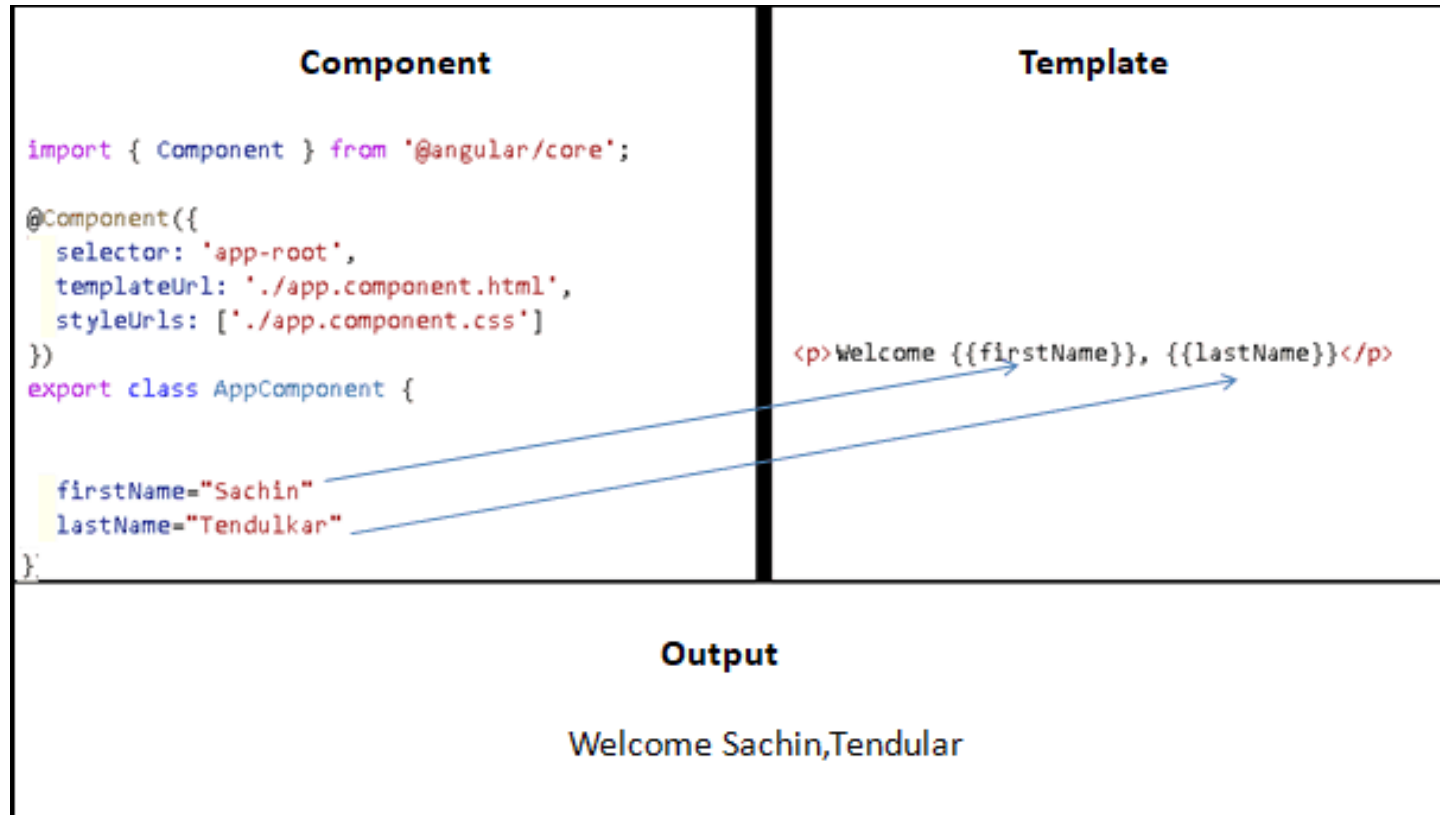 Component
import { Component } from '@angular/core';
@Component({
selector: 'app-root',
templateUrl: './app.component.html',
styleUrls: ['./app.component.css']
})
export class AppComponent {
firstName="Sachin"
lastName="Tendulkar"
}
Template
<p>Welcome {{firstName}}, {{lastName}}</p>
Output
Welcome Sachin,Tendular